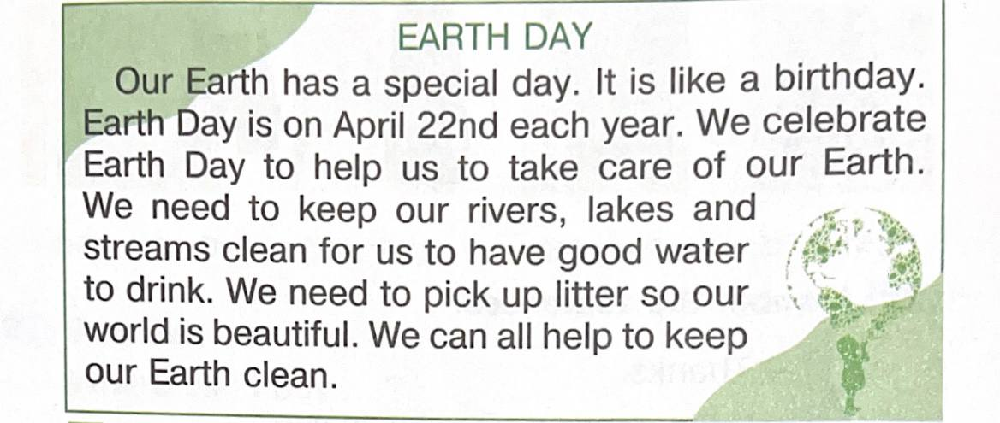 EARTH DAY
Our Earth has a special day. It is like a birthday.
Earth Day is on April 22nd each year. We celebrate
Earth Day to help us to take care of our Earth.
We need to keep our rivers, lakes and
streams clean for us to have good water
to drink. We need to pick up litter so our
world is beautiful. We can all help to keep
our Earth clean.